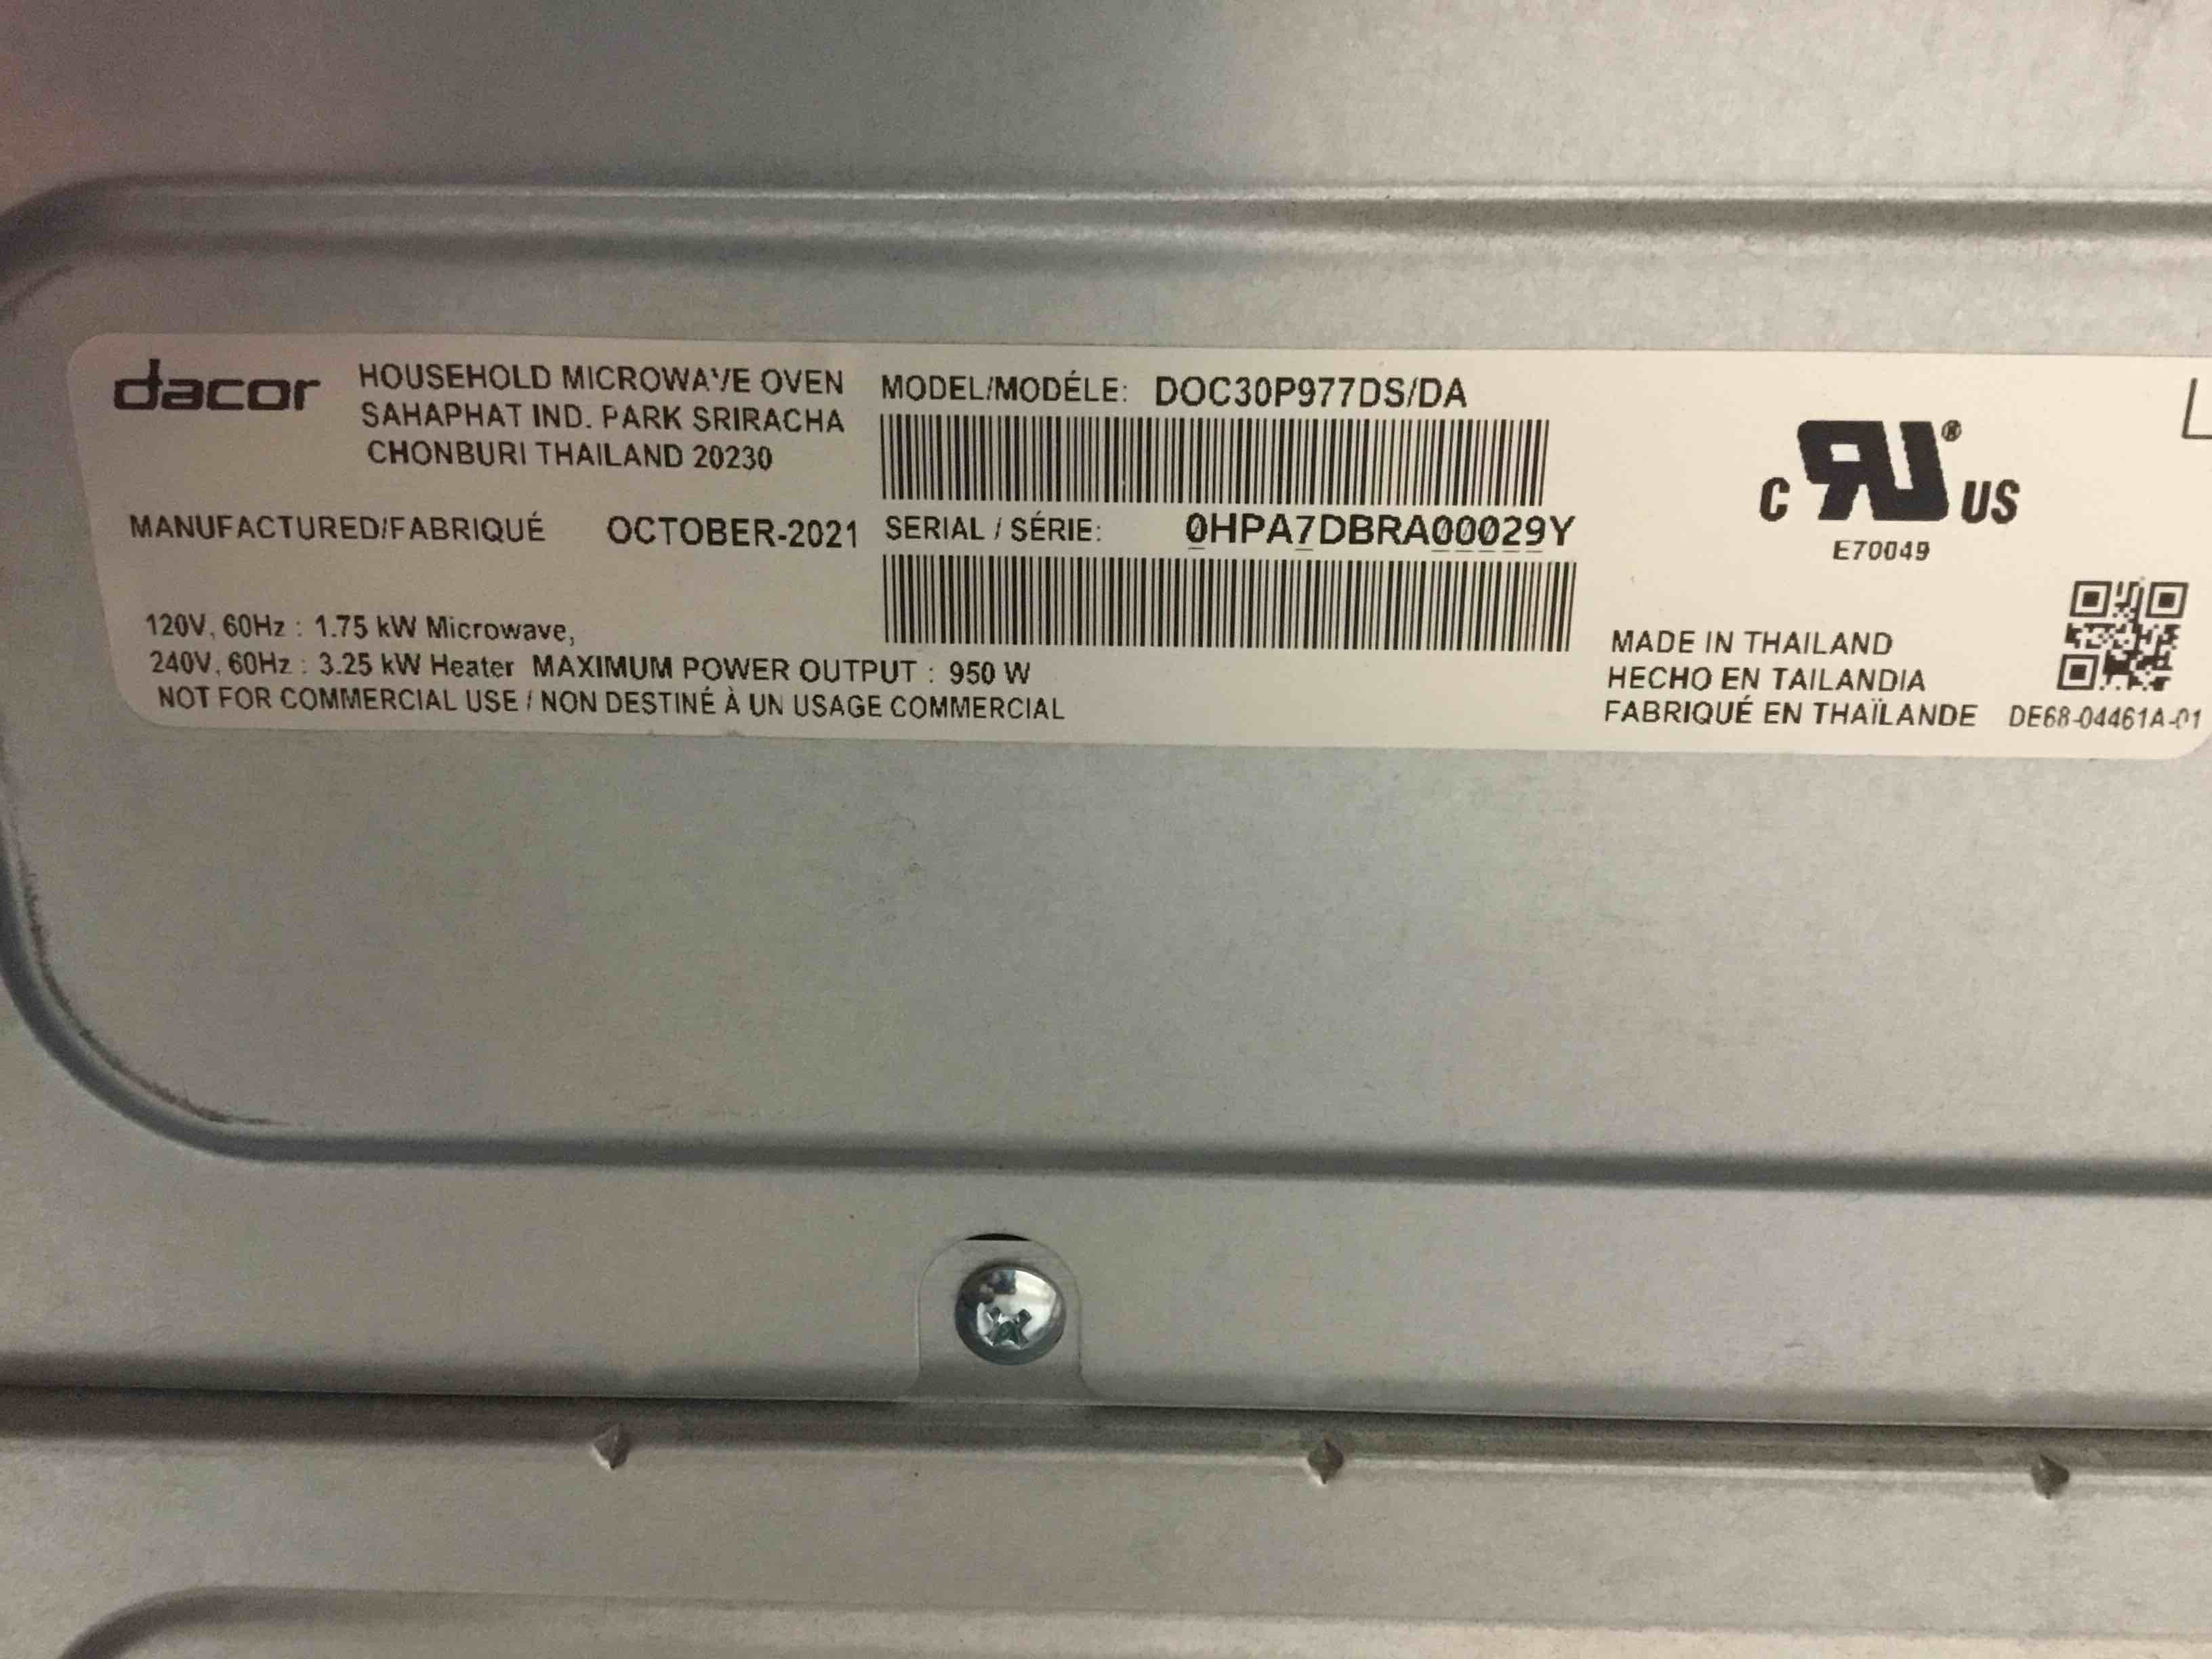 dacor
HOUSEHOLD MICROWAVE OVEN
SAHAPHAT IND. PARK SRIRACHA
CHONBURI THAILAND 20230
MANUFACTURED/FABRIQUÉ OCTOBER-2021
120V, 60Hz : 1.75 kW Microwave,
240V, 60Hz : 3.25 kW Heater MAXIMUM POWER OUTPUT : 950 W
NOT FOR COMMERCIAL USE / NON DESTINÉ À UN USAGE COMMERCIAL
MODEL/MODÉLE: DOC30P977DS/DA
SERIAL / SÉRIE: 0HPA7DBRA00029Y
C RU® US
E70049
MADE IN THAILAND
HECHO EN TAILANDIA
FABRIQUÉ EN THAÏLANDE
DE68-04461A-01